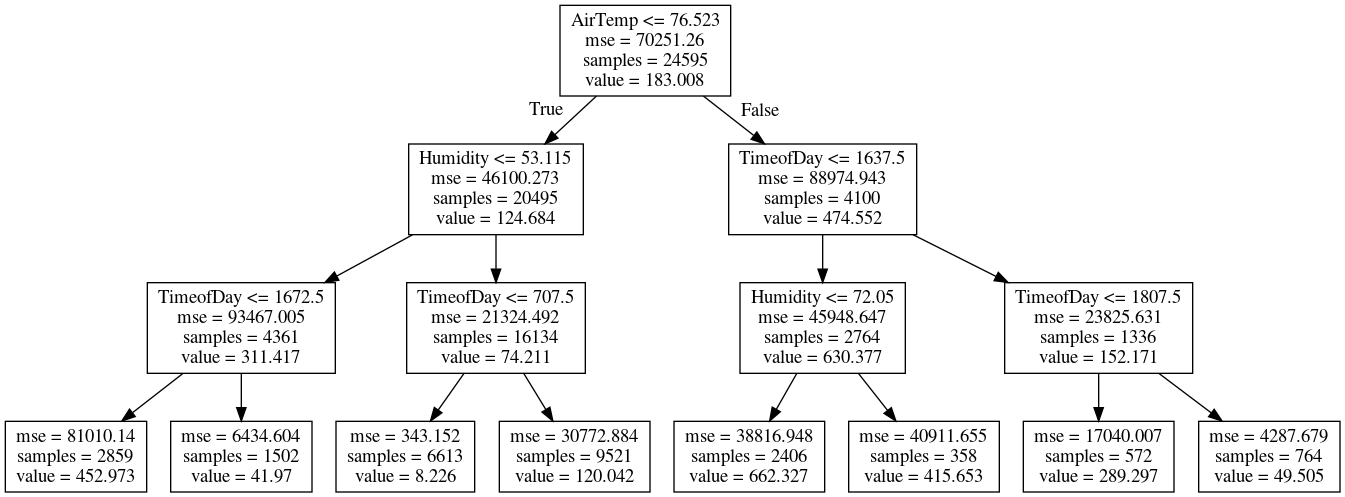 AirTemp <= 76.523
mse = 70251.26
samples = 24595
value = 183.008
True
False
Humidity <= 53.115
mse = 46100.273
samples = 20495
value = 124.684
TimeofDay <= 1637.5
mse = 88974.943
samples = 4100
value = 474.552
TimeofDay <= 1672.5
mse = 93467.005
samples = 4361
value = 311.417
TimeofDay <= 707.5
mse = 21324.492
samples = 16134
value = 74.211
Humidity <= 72.05
mse = 45948.647
samples = 2764
value = 630.377
TimeofDay <= 1807.5
mse = 23825.631
samples = 1336
value = 152.171
mse = 81010.14
samples = 2859
value = 452.973
mse = 6434.604
samples = 1502
value = 41.97
mse = 343.152
samples = 6613
value = 8.226
mse = 30772.884
samples = 9521
value = 120.042
mse = 38816.948
samples = 2406
value = 662.327
mse = 40911.655
samples = 358
value = 415.653
mse = 17040.007
samples = 572
value = 289.297
mse = 4287.679
samples = 764
value = 49.505